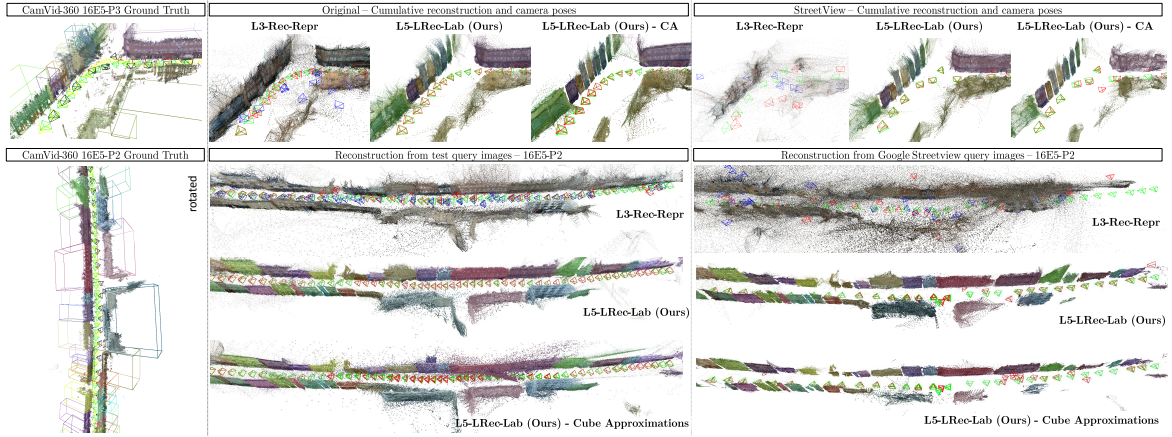 CamVid-360 16E5-P3 Ground Truth
Original – Cumulative reconstruction and camera poses
StreetView – Cumulative reconstruction and camera poses
L3-Rec-Repr
L5-LRec-Lab (Ours)
L5-LRec-Lab (Ours) - CA
L3-Rec-Repr
L5-LRec-Lab (Ours)
L5-LRec-Lab (Ours) - CA
CamVid-360 16E5-P2 Ground Truth
Reconstruction from test query images – 16E5-P2
Reconstruction from Google Streetview query images – 16E5-P2
rotated
L3-Rec-Repr
L3-Rec-Repr
L5-LRec-Lab (Ours)
L5-LRec-Lab (Ours)
L5-LRec-Lab (Ours) - Cube Approximations
L5-LRec-Lab (Ours) - Cube Approximations